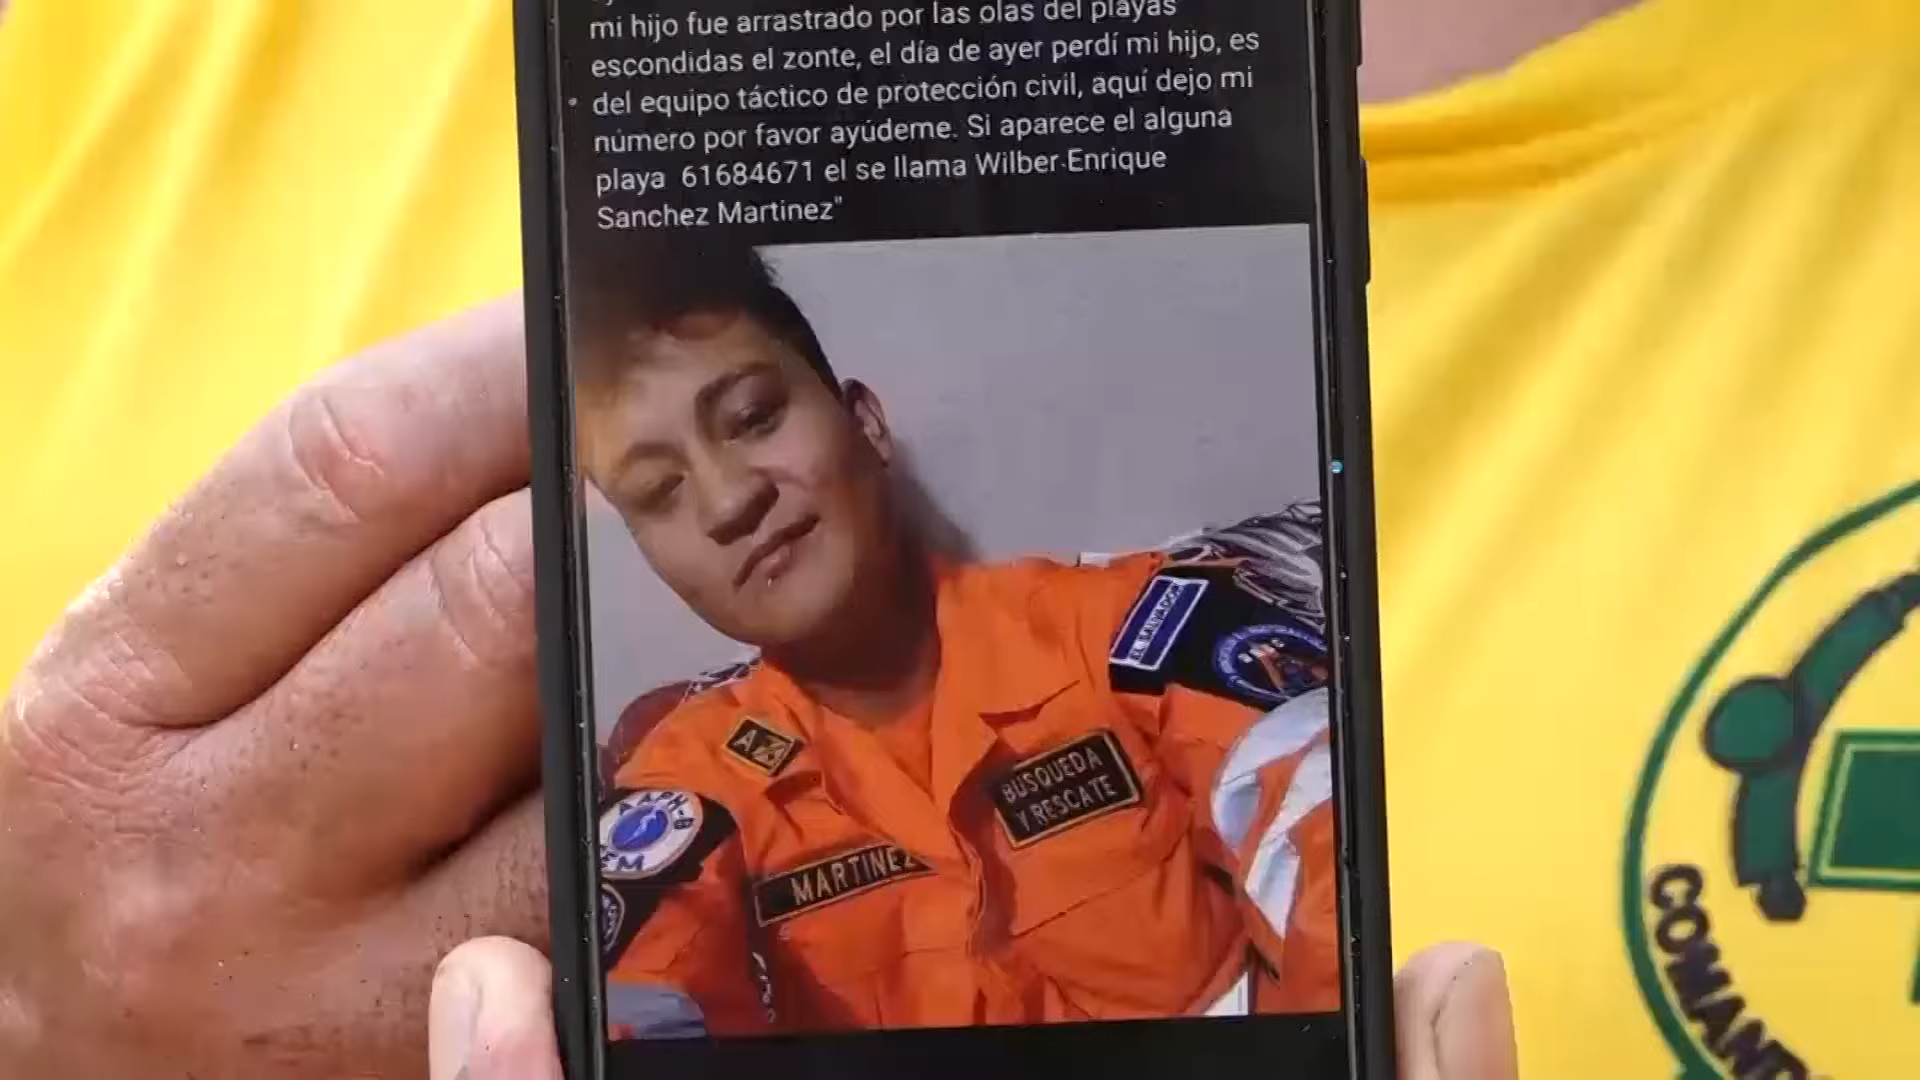 mi hijo fue arrastrado por las olas del playas
escondidas el zonte, el día de ayer perdí mi hijo, es
del equipo táctico de protección civil, aquí dejo mi
número por favor ayúdeme. Si aparece el alguna
playa 61684671 el se llama Wilber Enrique
Sanchez Martinez"
EL SALVADOR
A
BUSQUEDA
Y RESCATE
MARTINEZ
COMAND